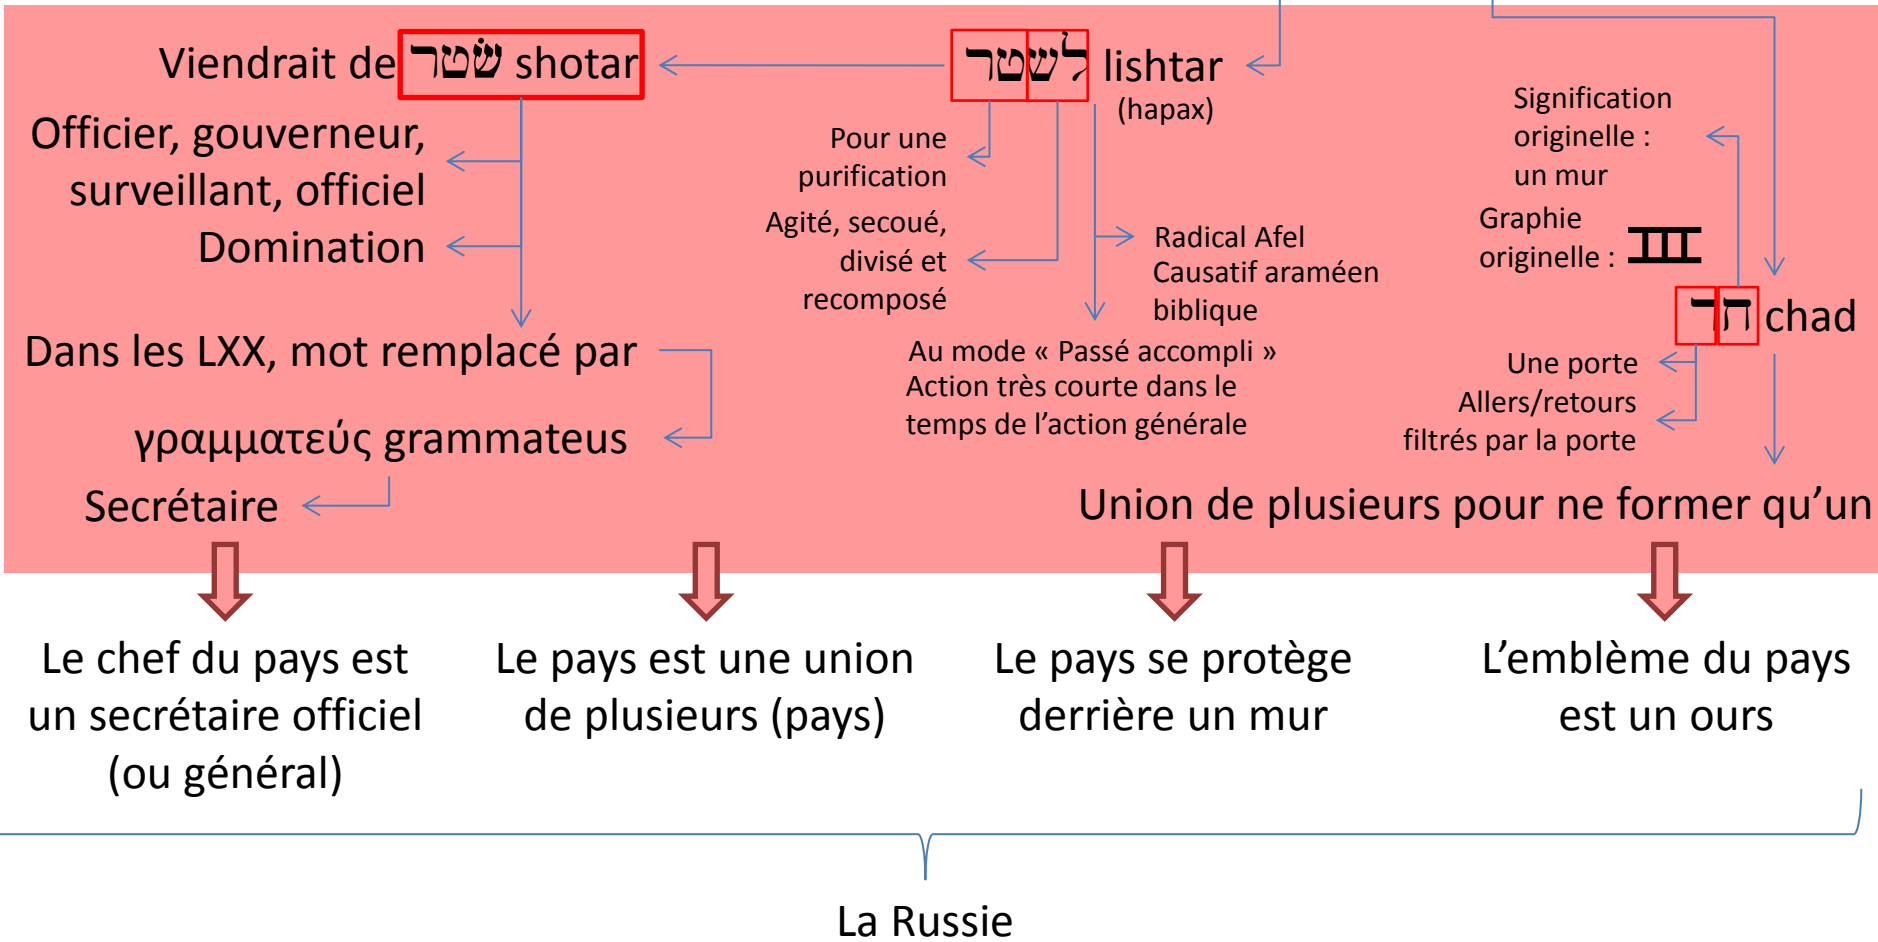 Viendrait de שׁטר shotar
Officier, gouverneur,
surveillant, officiel
Domination
Dans les LXX, mot remplacé par
γραμματεύς grammateus
Secrétaire
לשטר lishtar
(hapax)
Pour une
purification
Agité, secoué,
divisé et
recomposé
Radical Afel
Causatif araméen
biblique
Au mode « Passé accompli »
Action très courte dans le
temps de l’action générale
Signification
originelle :
un mur
Graphie
originelle :
חד chad
Une porte
Allers/retours
filtrés par la porte
Union de plusieurs pour ne former qu’un
Le chef du pays est
un secrétaire officiel
(ou général)
Le pays est une union
de plusieurs (pays)
Le pays se protège
derrière un mur
L’emblème du pays
est un ours
La Russie